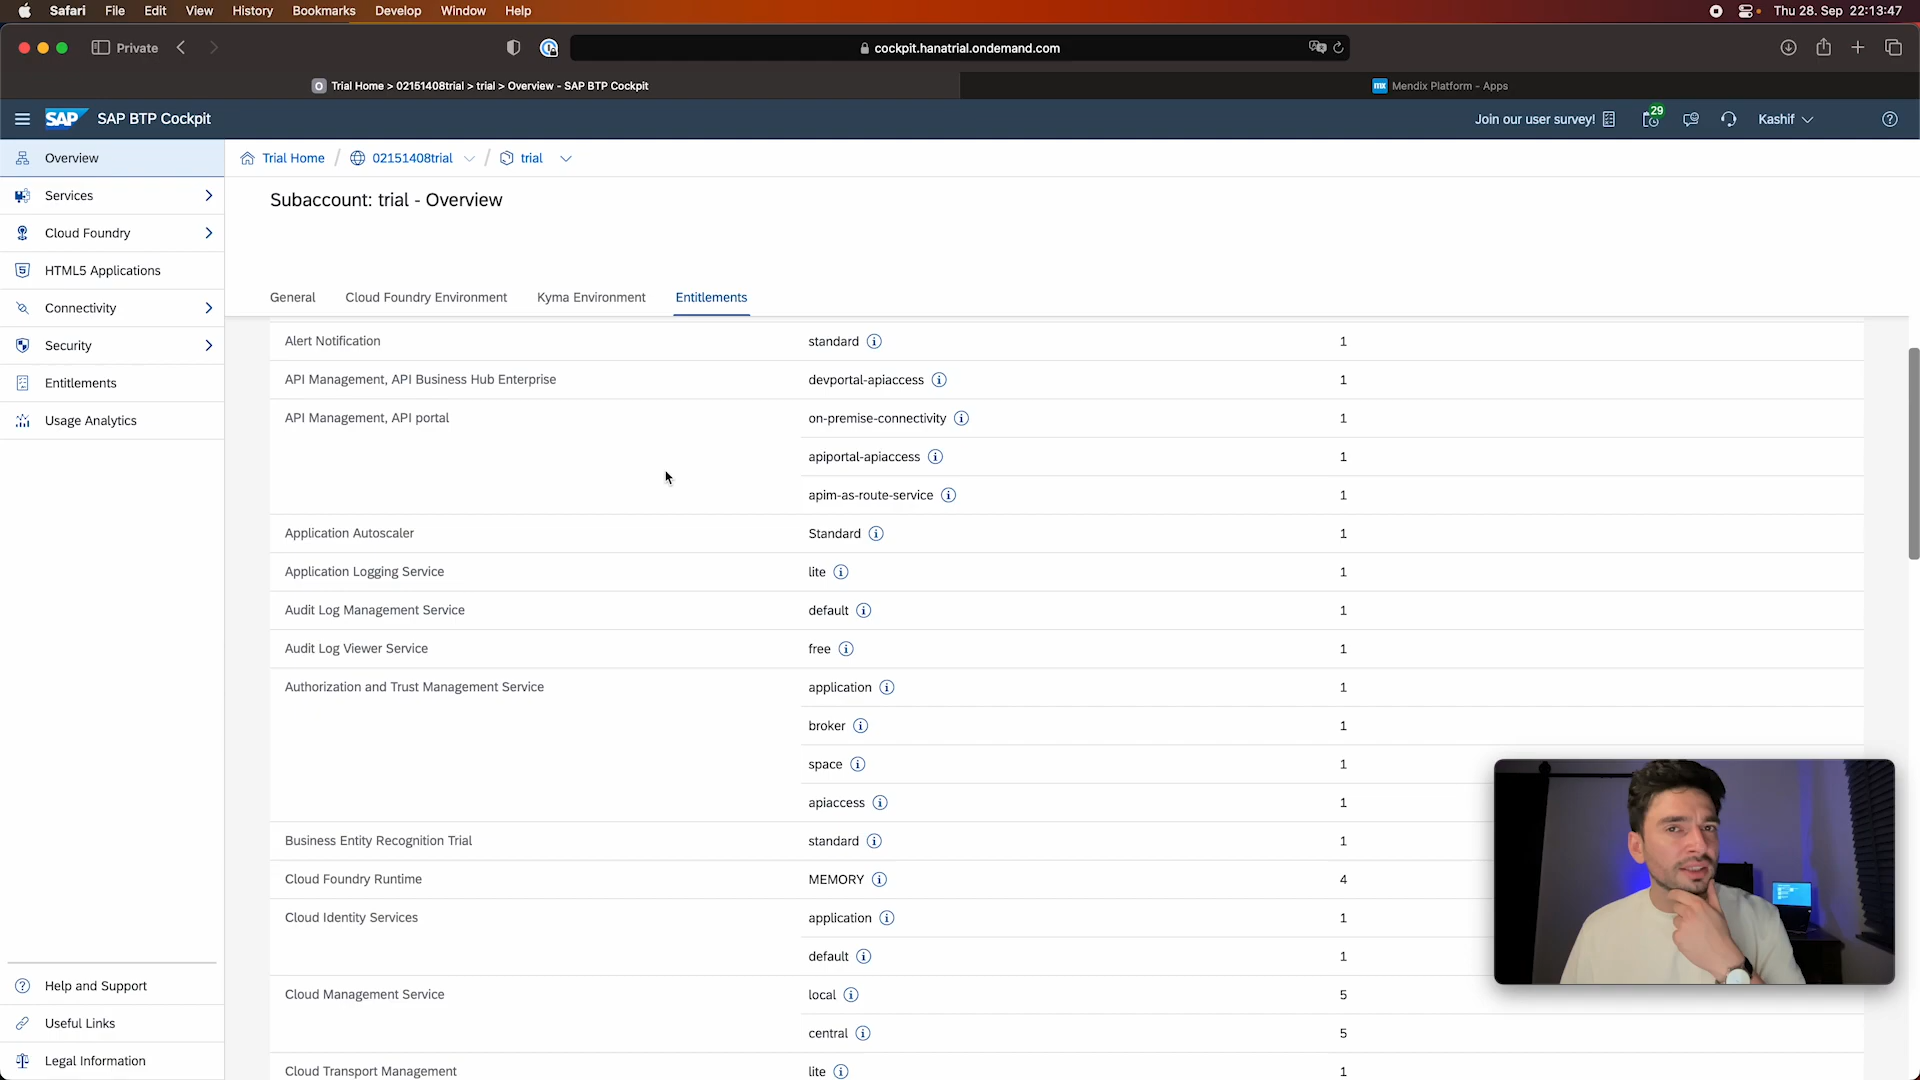 Safari File Edit View History Bookmarks Develop Window Help Thu 28. Sep 22:13:47
Private cockpit.hanatrial.ondemand.com
O Trial Home > 02151408trial > trial > Overview - SAP BTP Cockpit mx Mendix Platform - Apps
SAP SAP BTP Cockpit Join our user survey! 29 Kashif
Overview
Services
Cloud Foundry
HTML5 Applications
Connectivity
Security
Entitlements
Usage Analytics
Help and Support
Useful Links
Legal Information
Trial Home / 02151408trial / trial
Subaccount: trial - Overview
General Cloud Foundry Environment Kyma Environment Entitlements
Alert Notification standard 1
API Management, API Business Hub Enterprise devportal-apiaccess 1
API Management, API portal on-premise-connectivity 1
apiportal-apiaccess 1
apim-as-route-service 1
Application Autoscaler Standard 1
Application Logging Service lite 1
Audit Log Management Service default 1
Audit Log Viewer Service free 1
Authorization and Trust Management Service application 1
broker 1
space 1
apiaccess 1
Business Entity Recognition Trial standard 1
Cloud Foundry Runtime MEMORY 4
Cloud Identity Services application 1
default 1
Cloud Management Service local 5
central 5
Cloud Transport Management lite 1